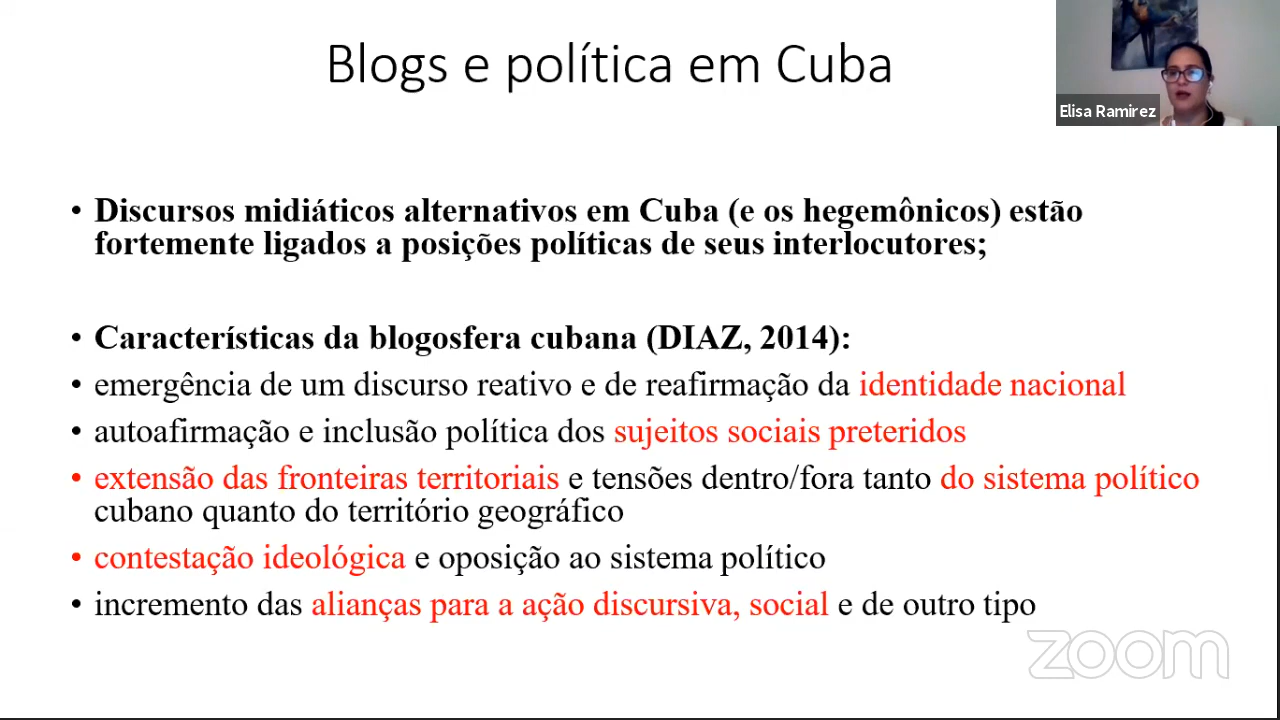 Blogs e política em Cuba
Elisa Ramirez
• Discursos midiáticos alternativos em Cuba (e os hegemônicos) estão
fortemente ligados a posições políticas de seus interlocutores;
• Características da blogosfera cubana (DIAZ, 2014):
• emergência de um discurso reativo e de reafirmação da identidade nacional
• autoafirmação e inclusão política dos sujeitos sociais preteridos
• extensão das fronteiras territoriais e tensões dentro/fora tanto do sistema político
cubano quanto do território geográfico
• contestação ideológica e oposição ao sistema político
• incremento das alianças para a ação discursiva, social e de outro tipo
zoom